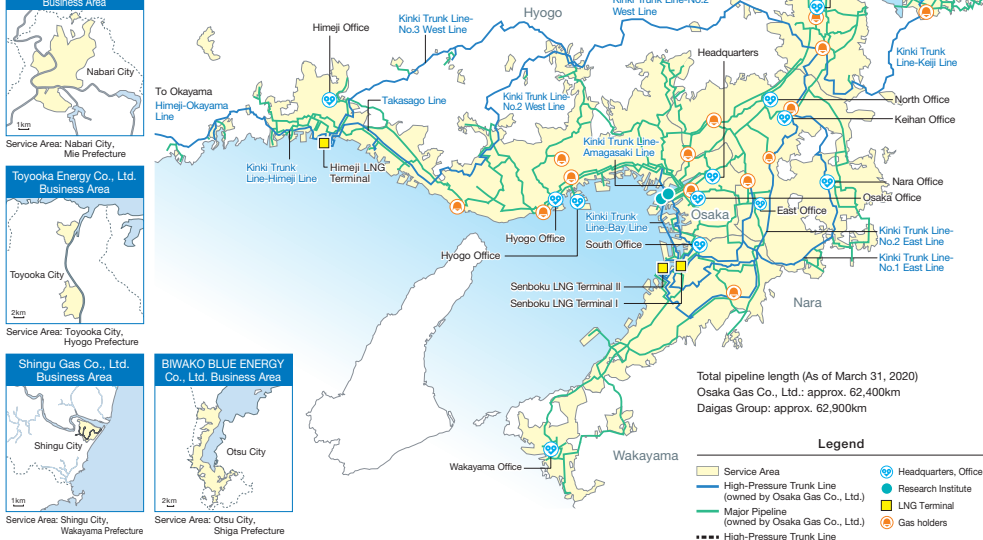 Business Area
Nabari City
1km
Service Area: Nabari City,
Mie Prefecture
Toyooka Energy Co., Ltd.
Business Area
Toyooka City
2km
Service Area: Toyooka City,
Hyogo Prefecture
Shingu Gas Co., Ltd.
Business Area
Shingu City
1km
Service Area: Shingu City,
Wakayama Prefecture
BIWAKO BLUE ENERGY
Co., Ltd. Business Area
Otsu City
2km
Service Area: Otsu City,
Shiga Prefecture
Hyogo
Kinki Trunk Line-No.2
West Line
Himeji Office
Kinki Trunk Line-
No.3 West Line
Headquarters
Kinki Trunk
Line-Keiji Line
To Okayama
Himeji-Okayama
Line
Takasago Line
Kinki Trunk Line-
No.2 West Line
North Office
Keihan Office
Kinki Trunk Line-
Amagasaki Line
Kinki Trunk
Line-Himeji Line
Himeji LNG
Terminal
Nara Office
Osaka Office
East Office
Osaka
Kinki Trunk
Line-Bay Line
Hyogo Office
South Office
Kinki Trunk Line-
No.2 East Line
Hyogo Office
Kinki Trunk Line-
No.1 East Line
Senboku LNG Terminal II
Senboku LNG Terminal I
Nara
Wakayama
Wakayama Office
Total pipeline length (As of March 31, 2020)
Osaka Gas Co., Ltd.: approx. 62,400km
Daigas Group: approx. 62,900km
Legend
Service Area
High-Pressure Trunk Line
(owned by Osaka Gas Co., Ltd.)
Major Pipeline
(owned by Osaka Gas Co., Ltd.)
High-Pressure Trunk Line
Headquarters, Office
Research Institute
LNG Terminal
Gas holders